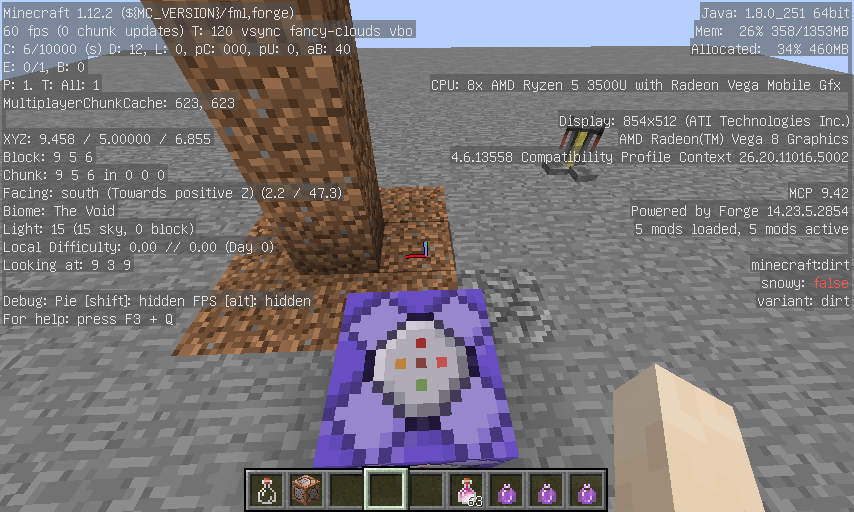 Minecraft 1.12.2 (${MC_VERSION}/fml,forge)
60 fps (0 chunk updates) T: 120 vsync fancy-clouds vbo
C: 6/10000 (s) D: 12, L: 0, pC: 000, pU: 0, aB: 40
E: 0/1, B: 0
P: 1. T: All: 1
MultiplayerChunkCache: 623, 623
XYZ: 9.458 / 5.00000 / 6.855
Block: 9 5 6
Chunk: 9 5 6 in 0 0 0
Facing: south (Towards positive Z) (2.2 / 47.3)
Biome: The Void
Light: 15 (15 sky, 0 block)
Local Difficulty: 0.00 // 0.00 (Day 0)
Looking at: 9 3 9
Debug: Pie [shift]: hidden FPS [alt]: hidden
For help: press F3 + Q
Java: 1.8.0_251 64bit
Mem: 26% 358/1353MB
Allocated: 34% 460MB
CPU: 8x AMD Ryzen 5 3500U with Radeon Vega Mobile Gfx
Display: 854x512 (ATI Technologies Inc.)
AMD Radeon(TM) Vega 8 Graphics
4.6.13558 Compatibility Profile Context 26.20.11016.5002
MCP 9.42
Powered by Forge 14.23.5.2854
5 mods loaded, 5 mods active
minecraft:dirt
snowy: false
variant: dirt
63